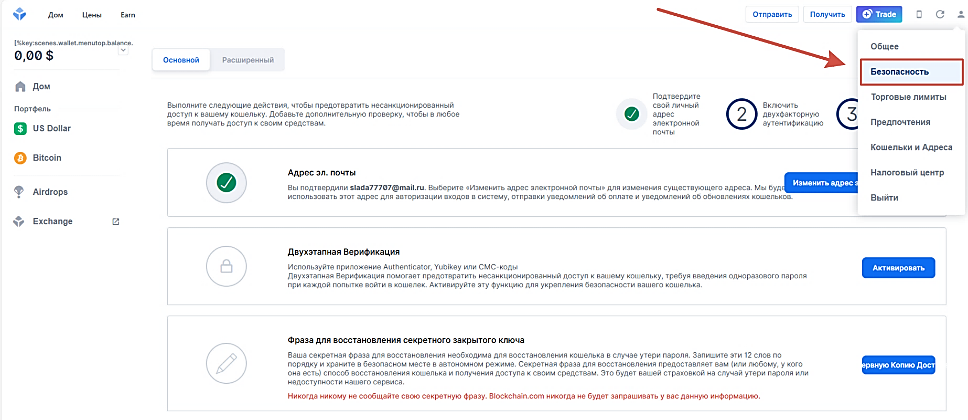 Дом Цены Earn Отправить Получить Trade
[%key:scenes.wallet.menutop.balance.
0,00 $
Дом
Портфель
US Dollar
Bitcoin
Airdrops
Exchange
Основной Расширенный
Выполните следующие действия, чтобы предотвратить несанкционированный
доступ к вашему кошельку. Добавьте дополнительную проверку, чтобы в любое
время получать доступ к своим средствам.
Подтвердите
свой личный
адрес
электронной
почты
2
Включить
двухфакторную
аутентификацию
3
Общее
Безопасность
Торговые лимиты
Предпочтения
Кошельки и Адреса
Налоговый центр
Выйти
Адрес эл. почты
Вы подтвердили slada77707@mail.ru. Выберите «Изменить адрес электронной почты» для изменения существующего адреса. Мы буд
использовать этот адрес для авторизации входов в систему, отправки уведомлений об оплате и уведомлений об обновлениях кошельков.
Изменить адрес э
Двухэтапная Верификация
Используйте приложение Authenticator, Yubikey или СМС-коды
Двухэтапная Верификация помогает предотвратить несанкционированный доступ к вашему кошельку, требуя введения одноразового пароля
при каждой попытке войти в кошелек. Активируйте эту функцию для укрепления безопасности вашего кошелька.
Активировать
Фраза для восстановления секретного закрытого ключа
Ваша секретная фраза для восстановления необходима для восстановления кошелька в случае утери пароля. Запишите эти 12 слов по
порядку и храните в безопасном месте в автономном режиме. Секретная фраза для восстановления предоставляет вам (или любому, у кого
она есть) способ восстановления кошелька и получения доступа к своим средствам. Это будет вашей страховкой на случай утери пароля или
недоступности нашего сервиса.
Никогда никому не сообщайте свою секретную фразу. Blockchain.com никогда не будет запрашивать у вас данную информацию.
ервную Копию Дост